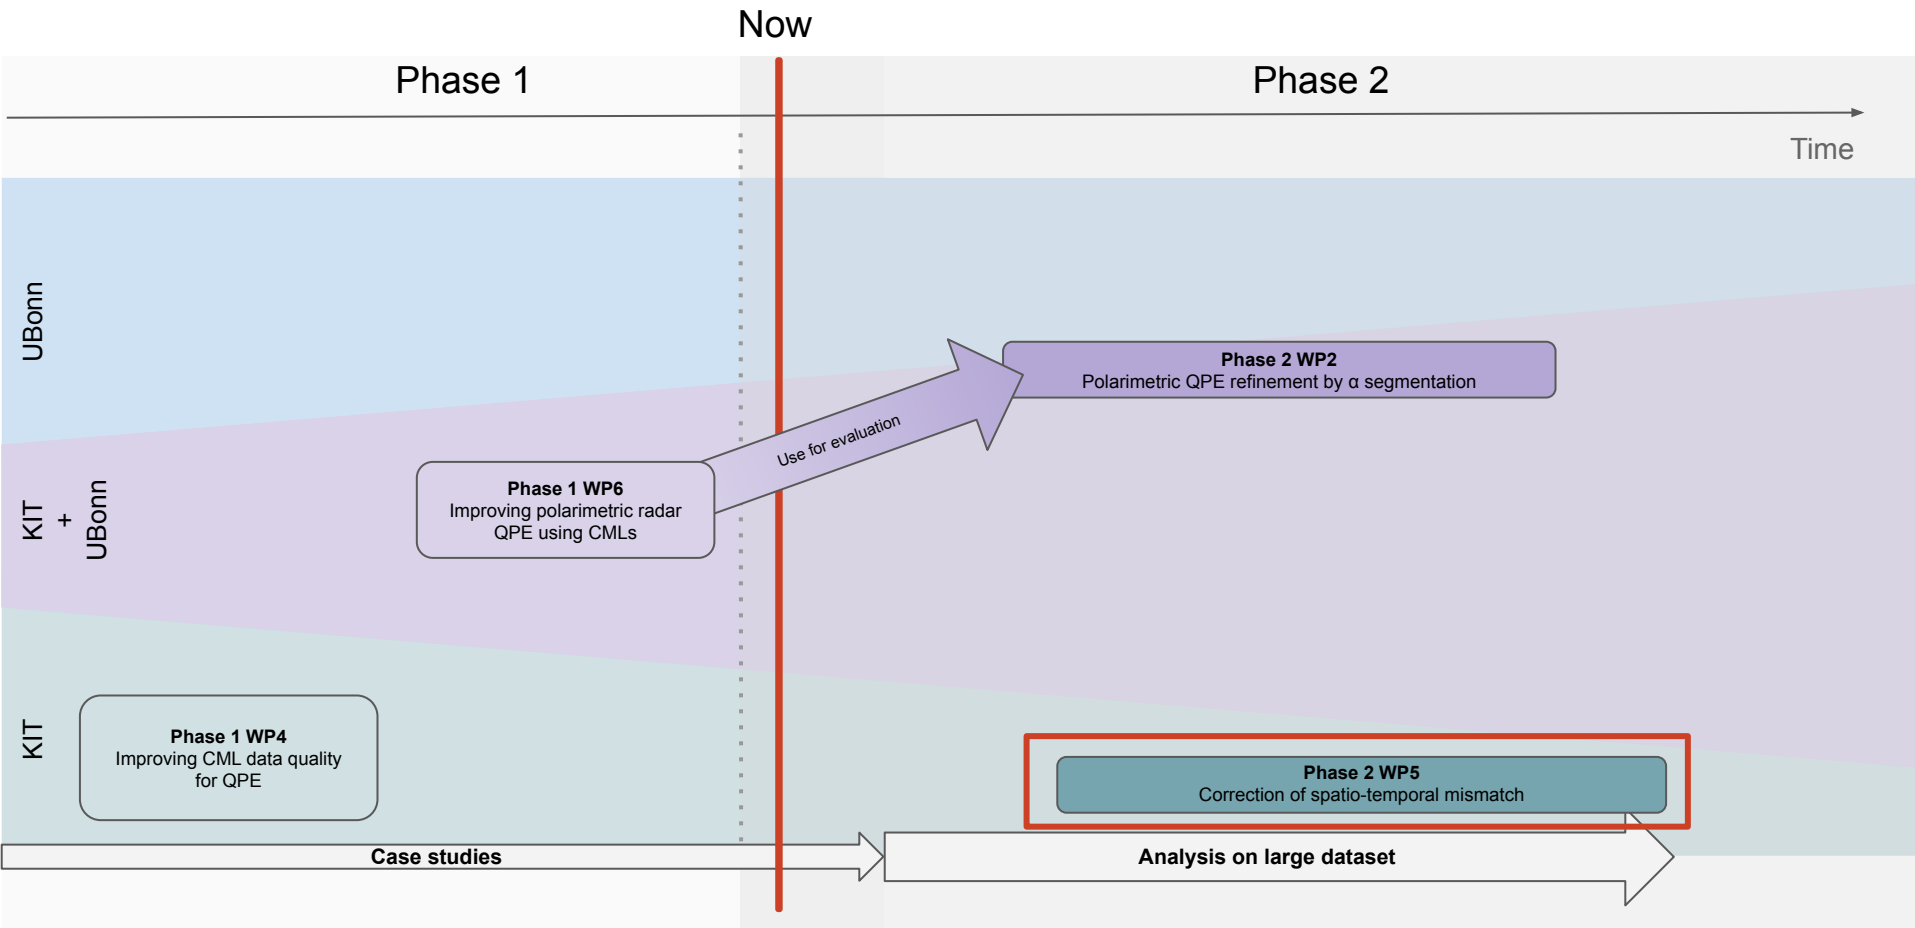 Now
Phase 1
Phase 2
Time
UBonn
Phase 2 WP2
Polarimetric QPE refinement by α segmentation
Use for evaluation
KIT
+
UBonn
Phase 1 WP6
Improving polarimetric radar
QPE using CMLs
KIT
Phase 1 WP4
Improving CML data quality
for QPE
Phase 2 WP5
Correction of spatio-temporal mismatch
Case studies
Analysis on large dataset